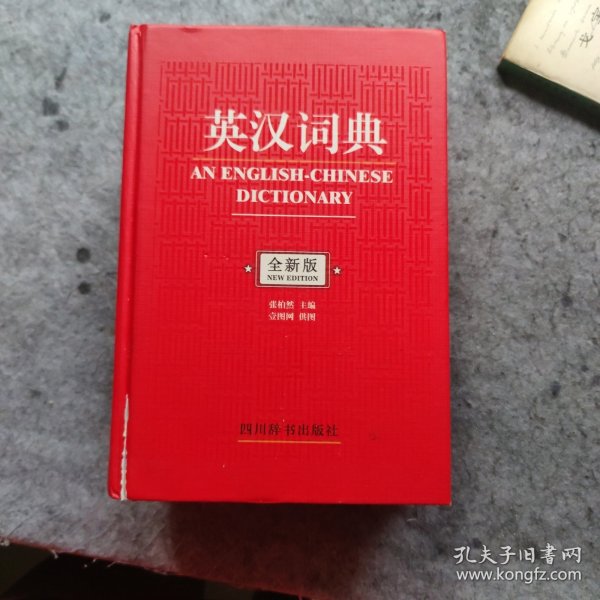 英汉词典
AN ENGLISH-CHINESE
DICTIONARY
全新版
NEW EDITION
张柏然 主编
壹图网 供图
四川辞书出版社
孔夫子旧书网
www.kongfz.com